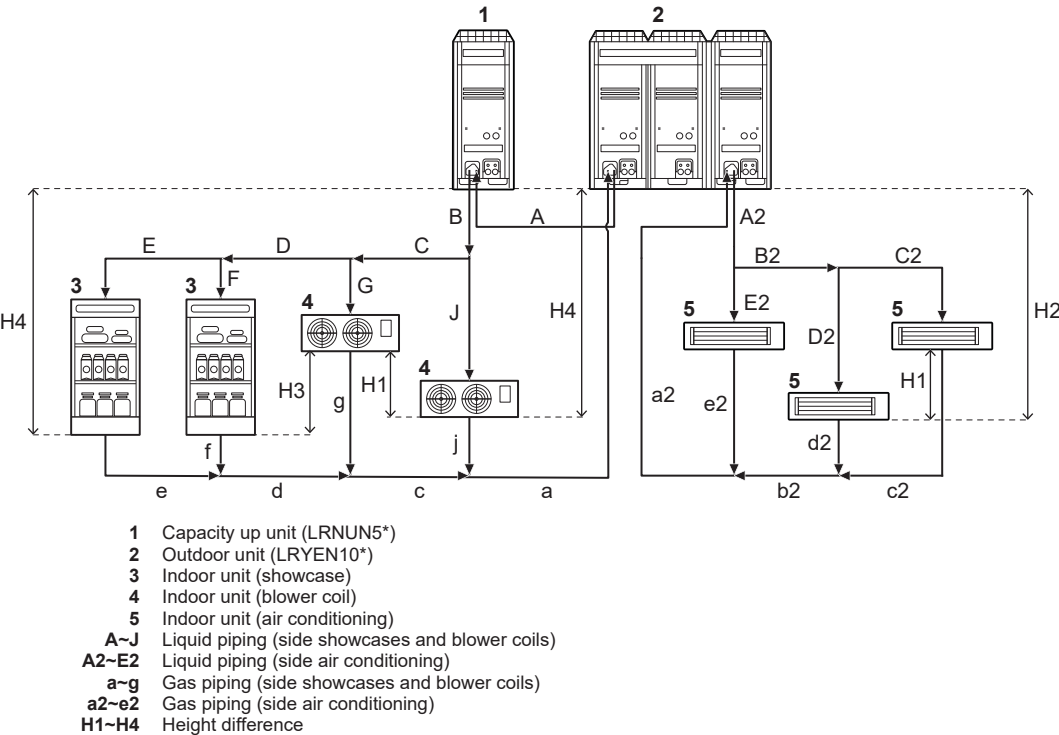 1 2
B A A2
E D C B2 C2
3 3 F 4 G 5 E2 5
H4 J H4 D2 H2
H3 H1 4 5 H1
g a2 e2
f j d2
e d c a b2 c2
1 Capacity up unit (LRNUN5*)
2 Outdoor unit (LRYEN10*)
3 Indoor unit (showcase)
4 Indoor unit (blower coil)
5 Indoor unit (air conditioning)
A~J Liquid piping (side showcases and blower coils)
A2~E2 Liquid piping (side air conditioning)
a~g Gas piping (side showcases and blower coils)
a2~e2 Gas piping (side air conditioning)
H1~H4 Height difference